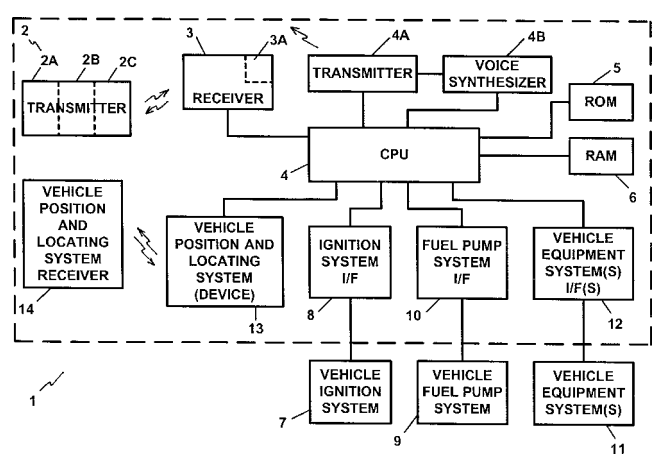 2
2A
2B
2C
TRANSMITTER
3
3A
RECEIVER
4A
TRANSMITTER
4B
VOICE
SYNTHESIZER
5
ROM
CPU
4
RAM
6
VEHICLE
POSITION
AND
LOCATING
SYSTEM
RECEIVER
14
VEHICLE
POSITION AND
LOCATING
SYSTEM
(DEVICE)
13
IGNITION
SYSTEM
I/F
8
FUEL PUMP
SYSTEM
I/F
10
VEHICLE
EQUIPMENT
SYSTEM(S)
I/F(S)
12
1
VEHICLE
IGNITION
SYSTEM
7
VEHICLE
FUEL PUMP
SYSTEM
9
VEHICLE
EQUIPMENT
SYSTEM(S)
11